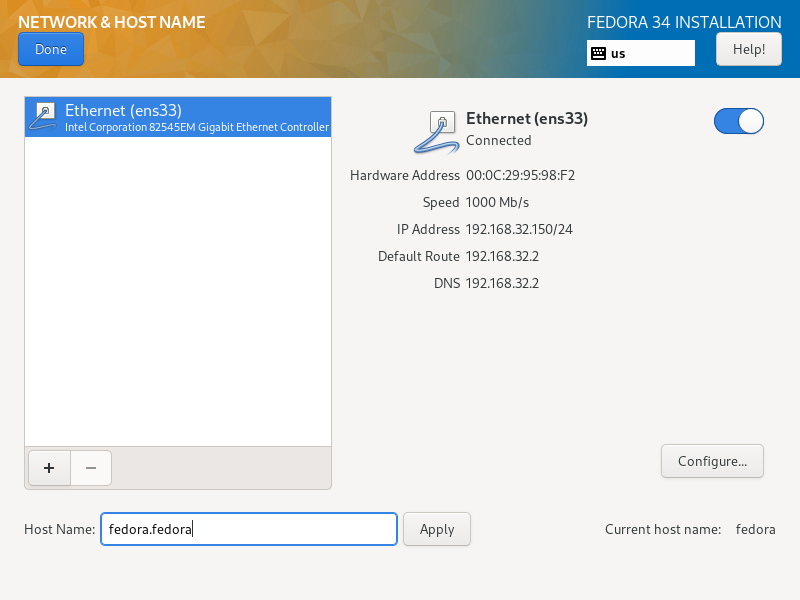 NETWORK & HOST NAME
FEDORA 34 INSTALLATION
Done
us
Help!
Ethernet (ens33)
Intel Corporation 82545EM Gigabit Ethernet Controller
Ethernet (ens33)
Connected
Hardware Address 00:0C:29:95:98:F2
Speed 1000 Mb/s
IP Address 192.168.32.150/24
Default Route 192.168.32.2
DNS 192.168.32.2
+ −
Configure...
Host Name: fedora.fedora Apply Current host name: fedora